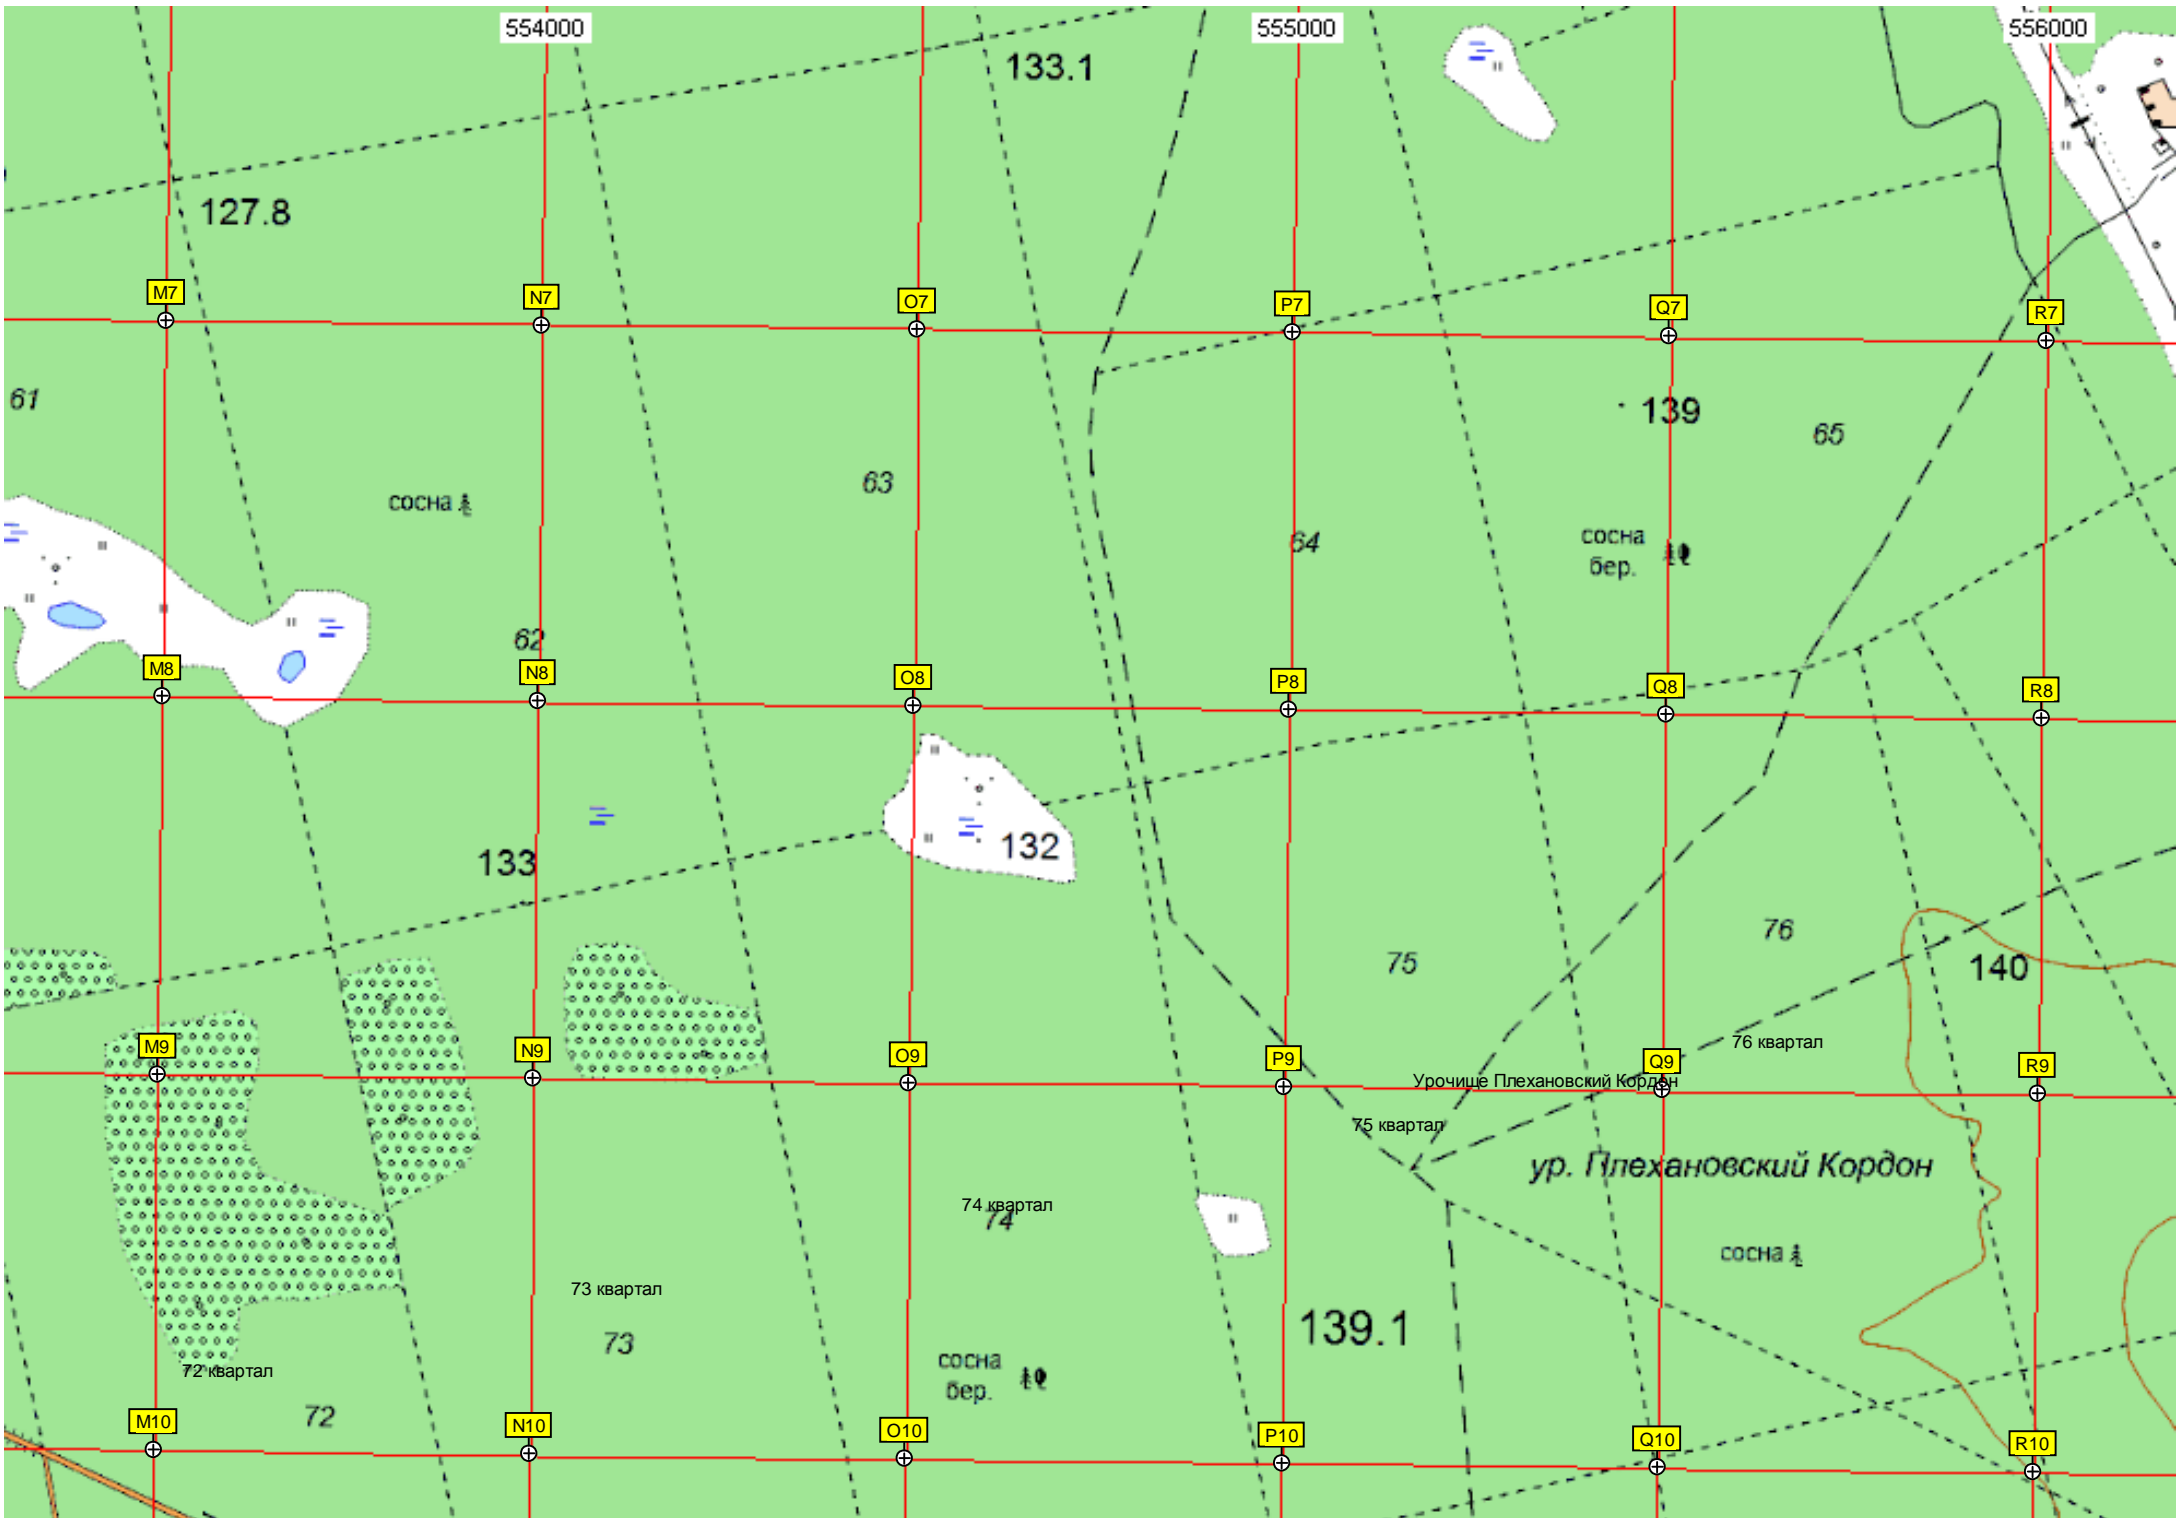 554000
555000
556000
133.1
127.8
M7
N7
O7
P7
Q7
R7
61
139
65
63
сосна
64
сосна
бер.
62
M8
N8
O8
P8
Q8
R8
133
132
76
75
140
M9
N9
O9
P9
Q9
R9
76 квартал
Урочище Плехановский Кордон
75 квартал
ур. Плехановский Кордон
74 квартал
74
сосна
73 квартал
139.1
73
72 квартал
сосна
бер.
72
M10
N10
O10
P10
Q10
R10